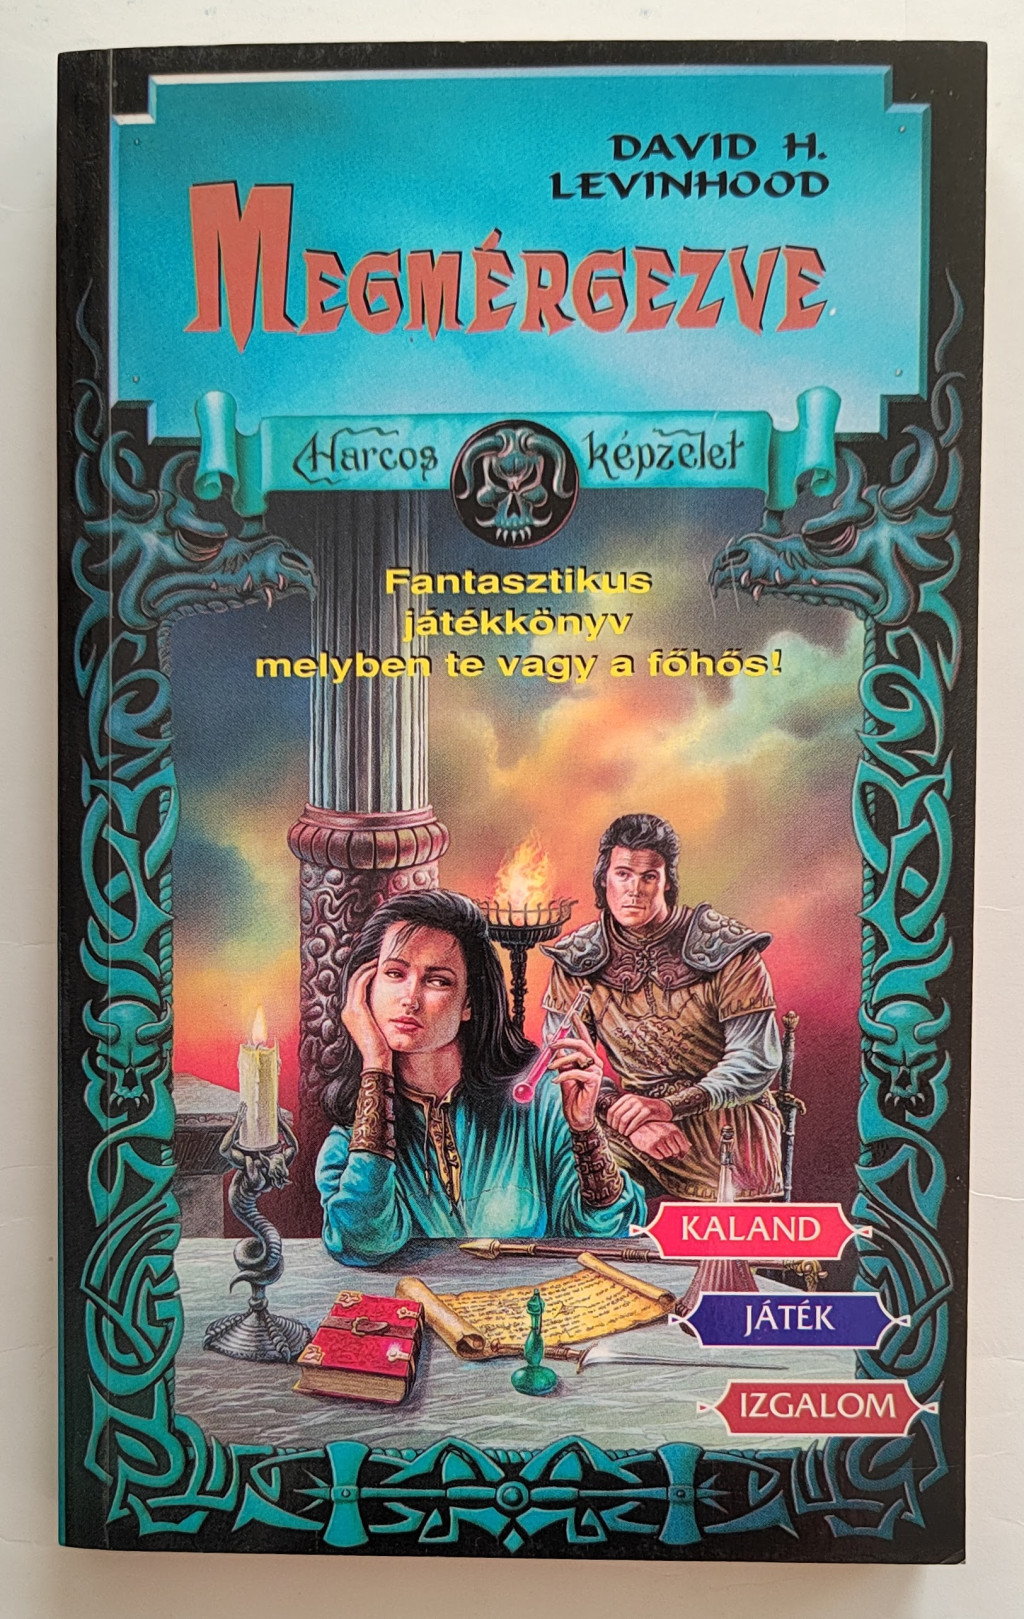 DAVID H.
LEVINHOOD
MEGMÉRGEZVE
Harcos képzelet
Fantasztikus
játékkönyv
melyben te vagy a főhős!
KALAND
JÁTÉK
IZGALOM